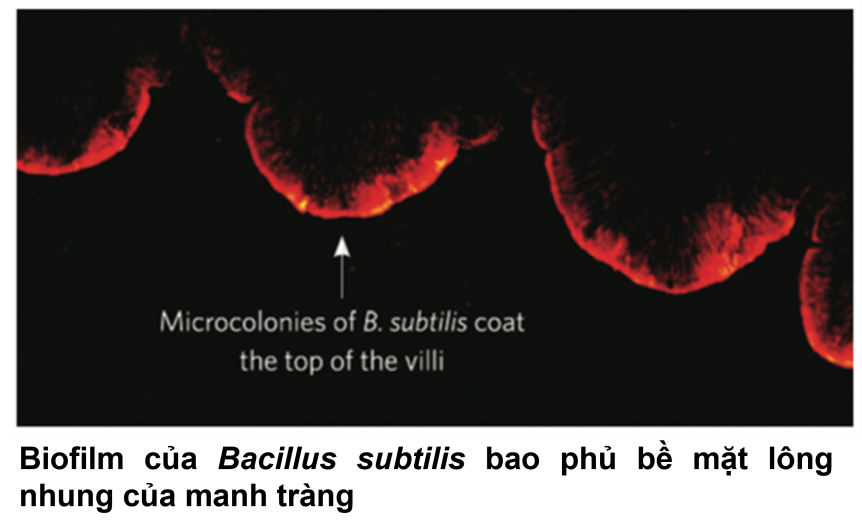 Microcolonies of B. subtilis coat
the top of the villi
Biofilm của Bacillus subtilis bao phủ bề mặt lông
nhung của manh tràng